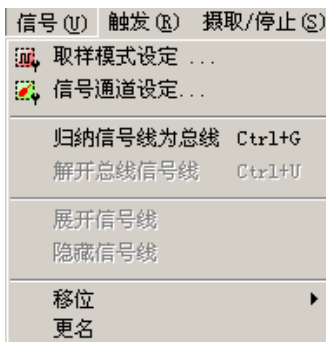 信号(U) 触发(R) 摄取/停止(S)
取样模式设定 ...
信号通道设定...
归纳信号线为总线 Ctrl+G
解开总线信号线 Ctrl+U
展开信号线
隐藏信号线
移位
更名